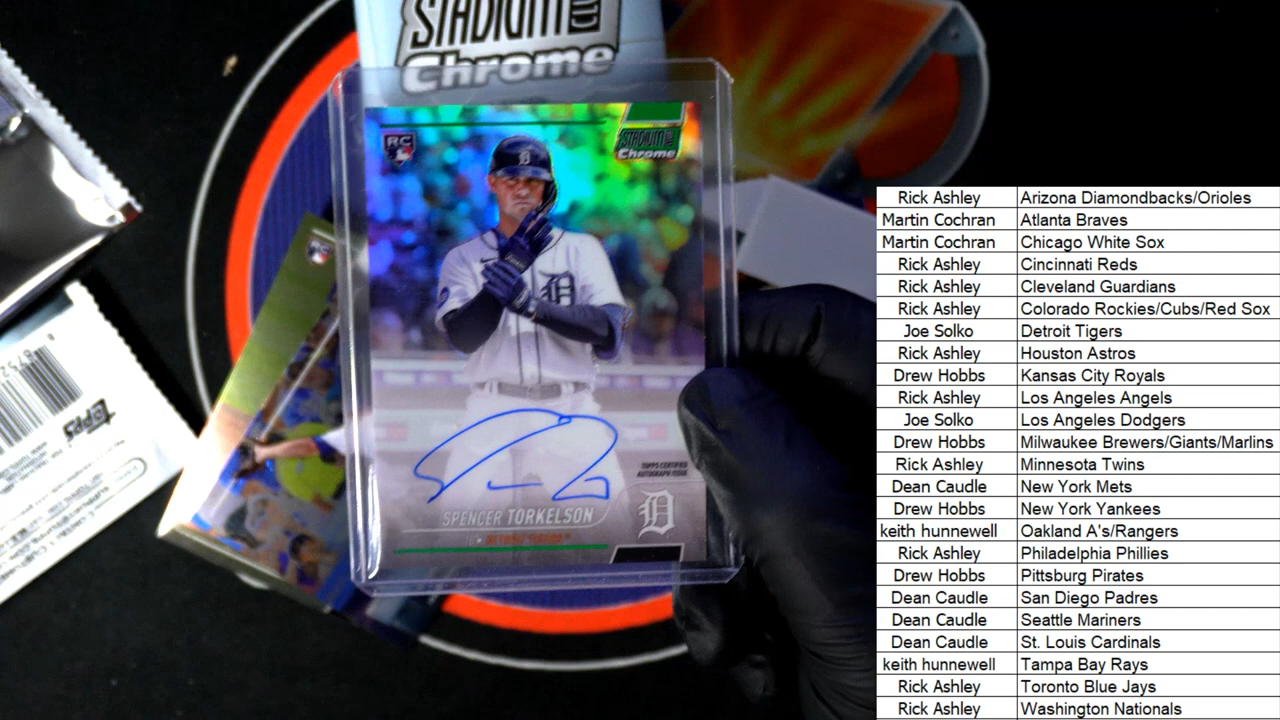 STADIUM CLUB
Chrome
RC
STADIUM CLUB
Chrome
D
D
TOPPS CERTIFIED
AUTOGRAPH ISSUE
SPENCER TORKELSON
DETROIT TIGERS™
D
RC
TOPPS
Rick Ashley Arizona Diamondbacks/Orioles
Martin Cochran Atlanta Braves
Martin Cochran Chicago White Sox
Rick Ashley Cincinnati Reds
Rick Ashley Cleveland Guardians
Rick Ashley Colorado Rockies/Cubs/Red Sox
Joe Solko Detroit Tigers
Rick Ashley Houston Astros
Drew Hobbs Kansas City Royals
Rick Ashley Los Angeles Angels
Joe Solko Los Angeles Dodgers
Drew Hobbs Milwaukee Brewers/Giants/Marlins
Rick Ashley Minnesota Twins
Dean Caudle New York Mets
Drew Hobbs New York Yankees
keith hunnewell Oakland A's/Rangers
Rick Ashley Philadelphia Phillies
Drew Hobbs Pittsburg Pirates
Dean Caudle San Diego Padres
Dean Caudle Seattle Mariners
Dean Caudle St. Louis Cardinals
keith hunnewell Tampa Bay Rays
Rick Ashley Toronto Blue Jays
Rick Ashley Washington Nationals